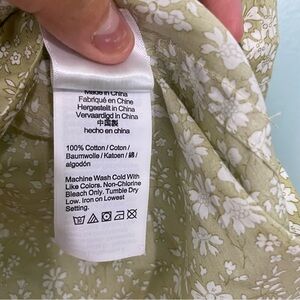 Made in China
Fabriqué en Chine
Hergestellt in China
Vervaardigd in China
中国製
hecho en china
100% Cotton / Coton /
Baumwolle / Katoen / 綿 /
algodón
Machine Wash Cold With
Like Colors. Non-Chlorine
Bleach Only. Tumble Dry
Low. Iron on Lowest
Setting.